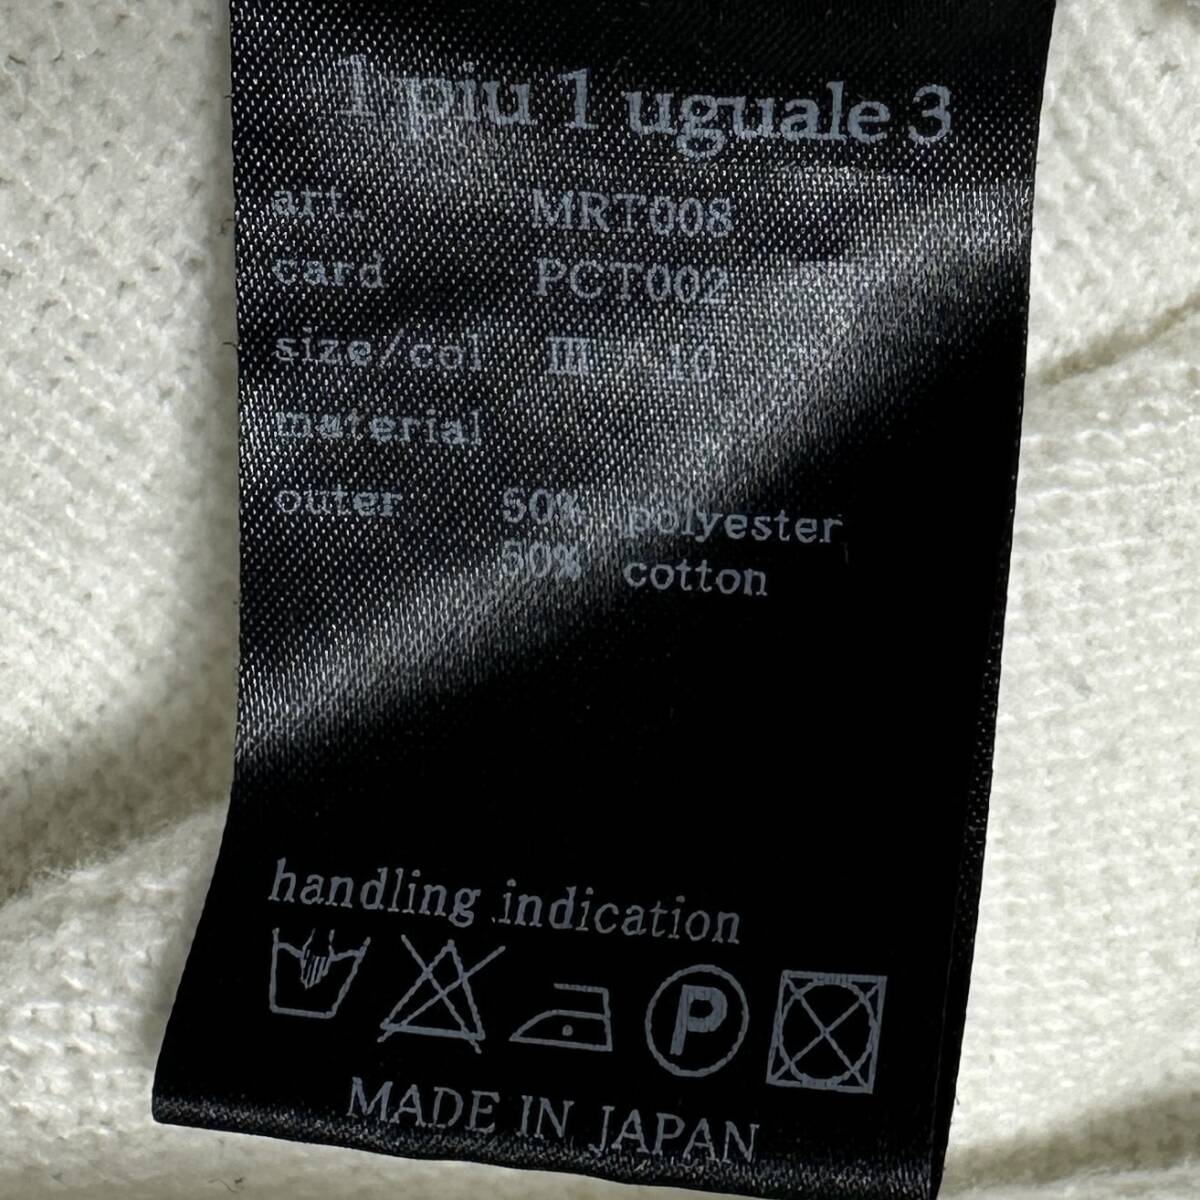 1 piu 1 uguale 3
art. MRT008
card PCT002
size/col Ⅲ 10
material
outer 50% polyester
50% cotton
handling indication
P
MADE IN JAPAN